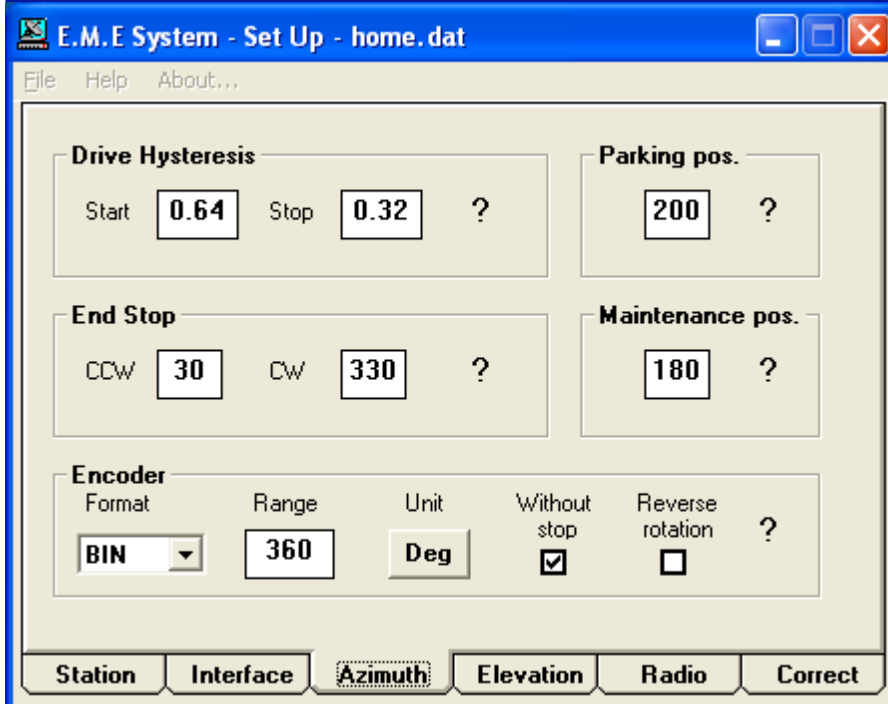 E.M.E System - Set Up - home.dat
File Help About...
Drive Hysteresis
Start 0.64 Stop 0.32 ?
Parking pos.
200 ?
End Stop
CCW 30 CW 330 ?
Maintenance pos.
180 ?
Encoder
Format Range Unit Without stop Reverse rotation ?
BIN 360 Deg
Station Interface Azimuth Elevation Radio Correct